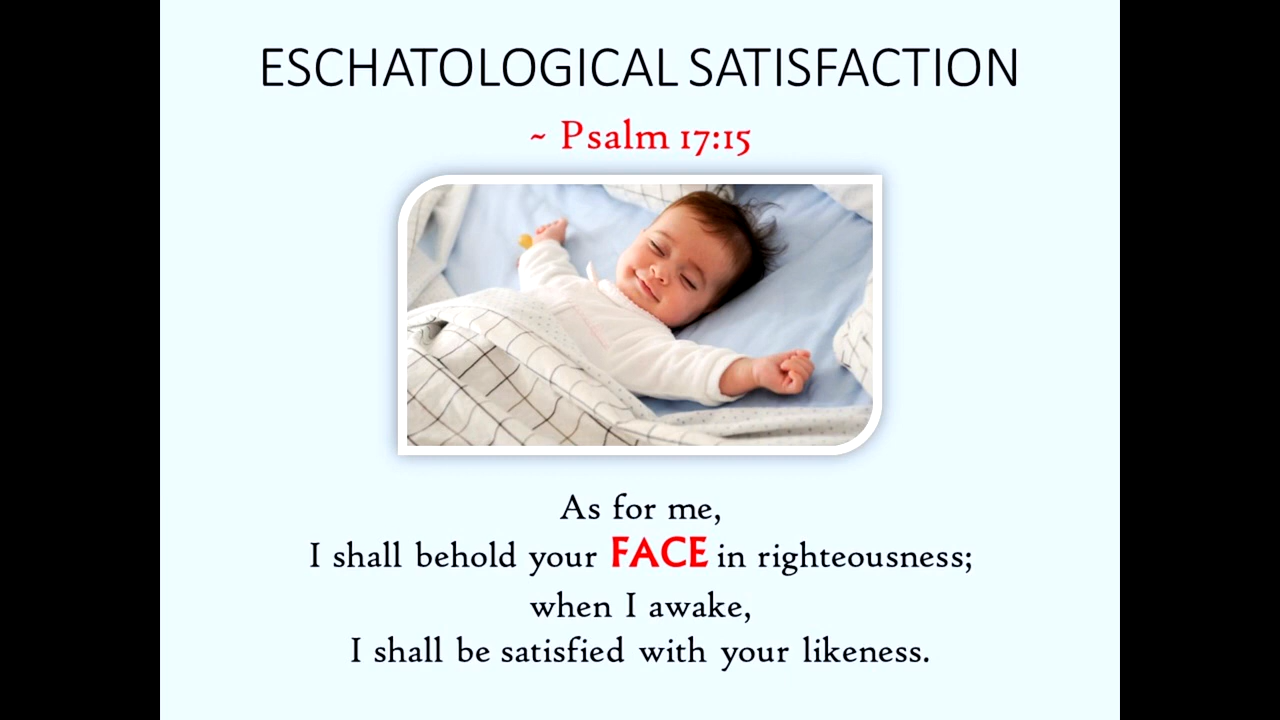 ESCHATOLOGICAL SATISFACTION
~ Psalm 17:15
As for me,
I shall behold your FACE in righteousness;
when I awake,
I shall be satisfied with your likeness.